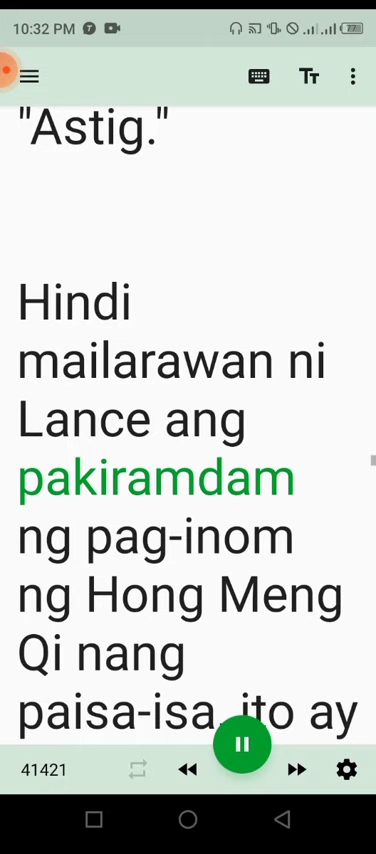 10:32 PM
"Astig."
Hindi
mailarawan ni
Lance ang
pakiramdam
ng pag-inom
ng Hong Meng
Qi nang
paisa-isa, ito ay
41421